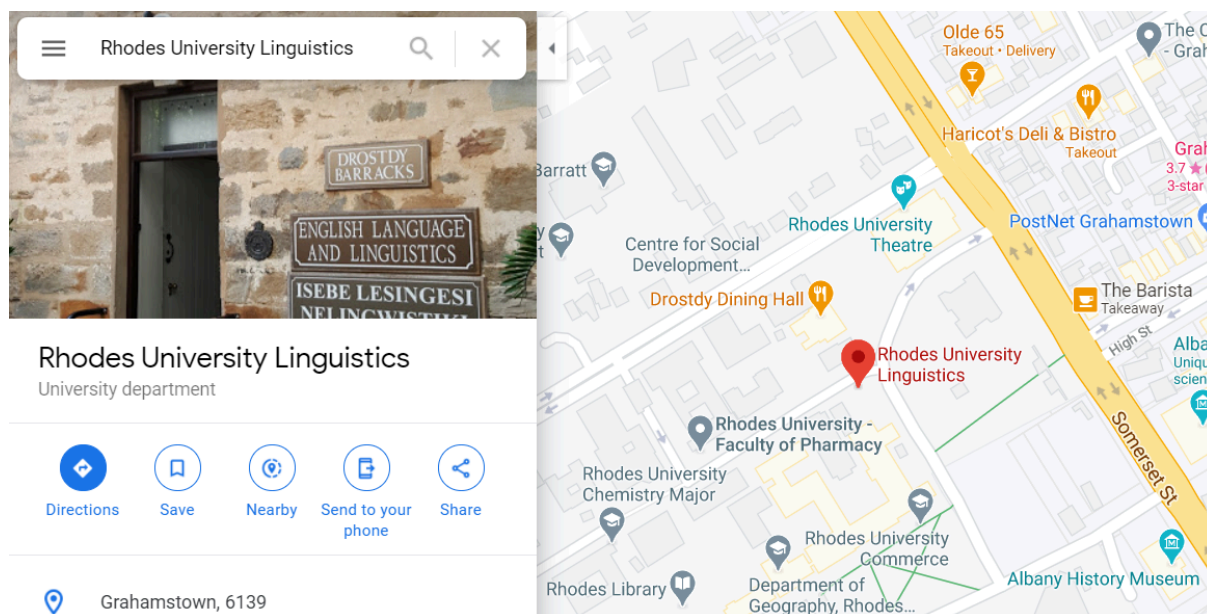 Rhodes University Linguistics
DROSTDY
BARRACKS
ENGLISH LANGUAGE
AND LINGUISTICS
ISEBE LESINGESI
NELINGWISTIKI
Rhodes University Linguistics
University department
Directions
Save
Nearby
Send to your
phone
Share
Grahamstown, 6139
Olde 65
Takeout • Delivery
Haricot's Deli & Bistro
Takeout
3.7
3-star
PostNet Grahamstown
Barratt
Rhodes University
Theatre
Centre for Social
Development...
Drostdy Dining Hall
The Barista
Takeaway
High St
Rhodes University
Linguistics
Rhodes University -
Faculty of Pharmacy
Rhodes University
Chemistry Major
Somerset St
Rhodes University
Commerce
Rhodes Library
Department of
Geography, Rhodes...
Albany History Museum